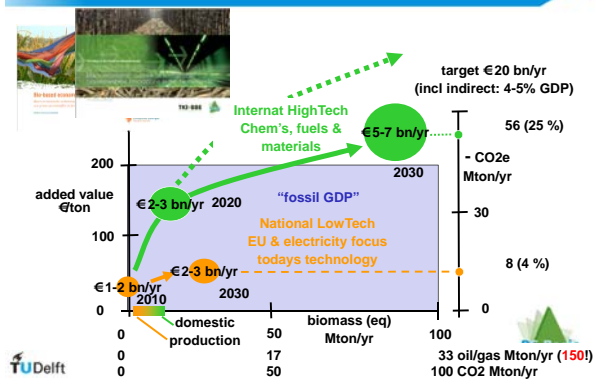 TKI-BBE
target €20 bn/yr
(incl indirect: 4-5% GDP)
Internat HighTech
Chem's, fuels &
materials
€5-7 bn/yr
56 (25 %)
- CO2e
Mton/yr
2030
200
"fossil GDP"
added value
€/ton
€2-3 bn/yr
2020
30
National LowTech
EU & electricity focus
todays technology
100
€2-3 bn/yr
8 (4 %)
€1-2 bn/yr
2010
2030
0
0
domestic
production
biomass (eq)
Mton/yr
0
50
100
0
17
33 oil/gas Mton/yr (150!)
0
50
100 CO2 Mton/yr
TUDelft